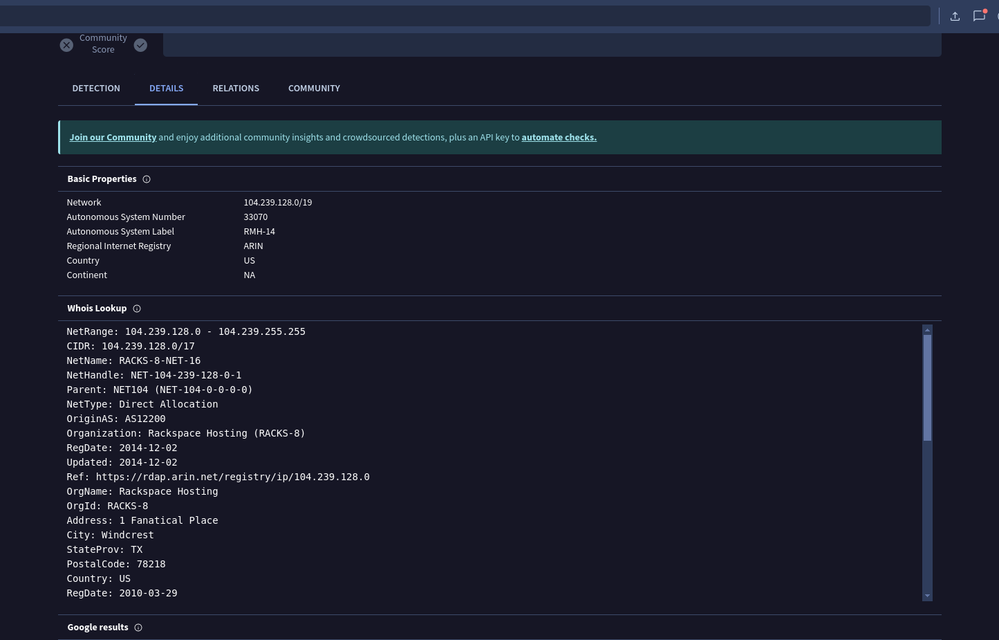 Community
Score
DETECTION DETAILS RELATIONS COMMUNITY
Join our Community and enjoy additional community insights and crowdsourced detections, plus an API key to automate checks.
Basic Properties
Network 104.239.128.0/19
Autonomous System Number 33070
Autonomous System Label RMH-14
Regional Internet Registry ARIN
Country US
Continent NA
Whois Lookup
NetRange: 104.239.128.0 - 104.239.255.255
CIDR: 104.239.128.0/17
NetName: RACKS-8-NET-16
NetHandle: NET-104-239-128-0-1
Parent: NET104 (NET-104-0-0-0-0)
NetType: Direct Allocation
OriginAS: AS12200
Organization: Rackspace Hosting (RACKS-8)
RegDate: 2014-12-02
Updated: 2014-12-02
Ref: https://rdap.arin.net/registry/ip/104.239.128.0
OrgName: Rackspace Hosting
OrgId: RACKS-8
Address: 1 Fanatical Place
City: Windcrest
StateProv: TX
PostalCode: 78218
Country: US
RegDate: 2010-03-29
Google results